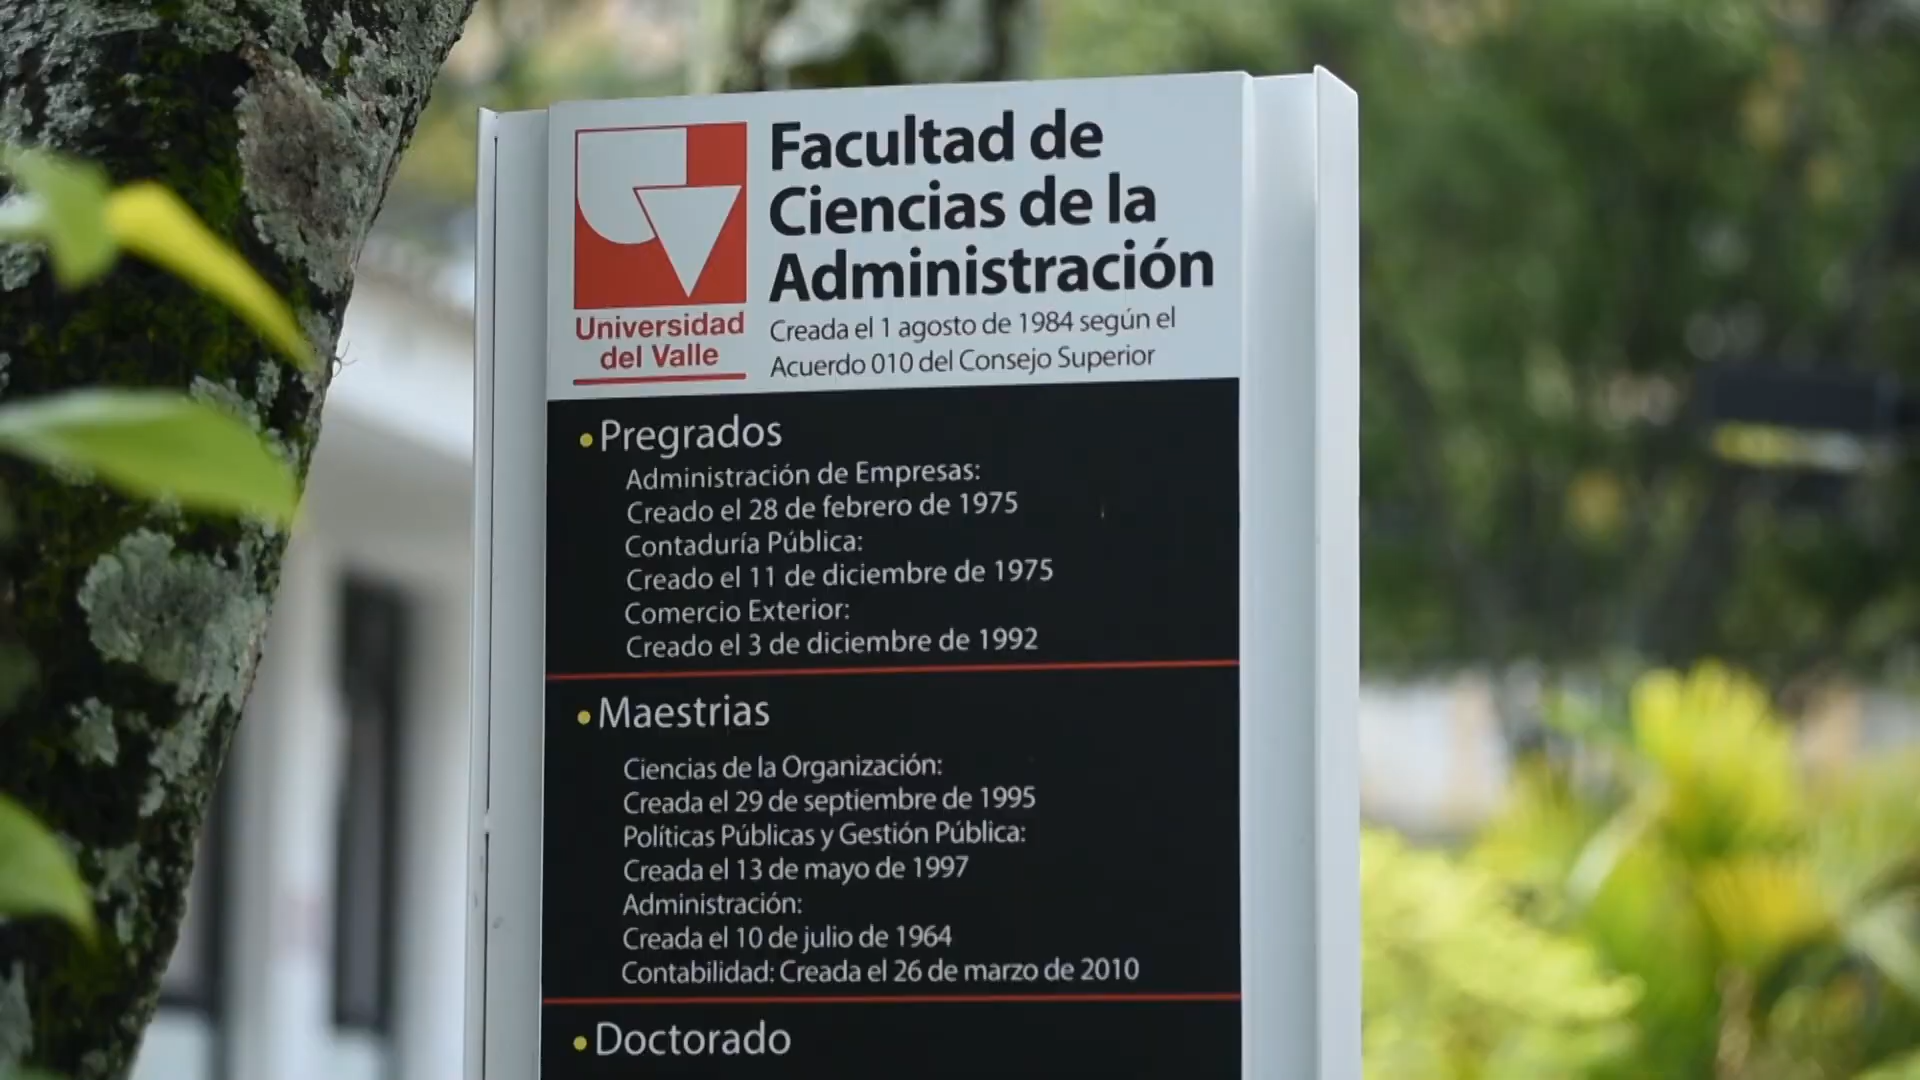 Facultad de
Ciencias de la
Administración
Creada el 1 agosto de 1984 según el
Acuerdo 010 del Consejo Superior
Universidad
del Valle
• Pregrados
Administración de Empresas:
Creado el 28 de febrero de 1975
Contaduría Pública:
Creado el 11 de diciembre de 1975
Comercio Exterior:
Creado el 3 de diciembre de 1992
• Maestrias
Ciencias de la Organización:
Creada el 29 de septiembre de 1995
Políticas Públicas y Gestión Pública:
Creada el 13 de mayo de 1997
Administración:
Creada el 10 de julio de 1964
Contabilidad: Creada el 26 de marzo de 2010
• Doctorado